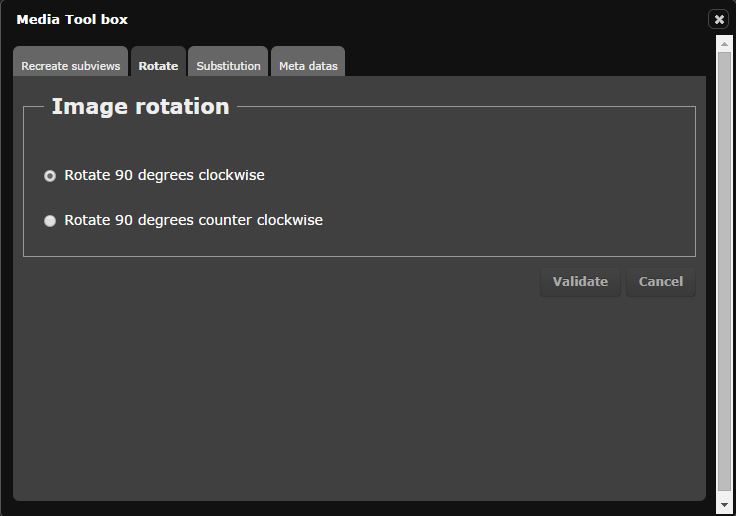 Media Tool box
Recreate subviews Rotate Substitution Meta datas
Image rotation
Rotate 90 degrees clockwise
Rotate 90 degrees counter clockwise
Validate Cancel